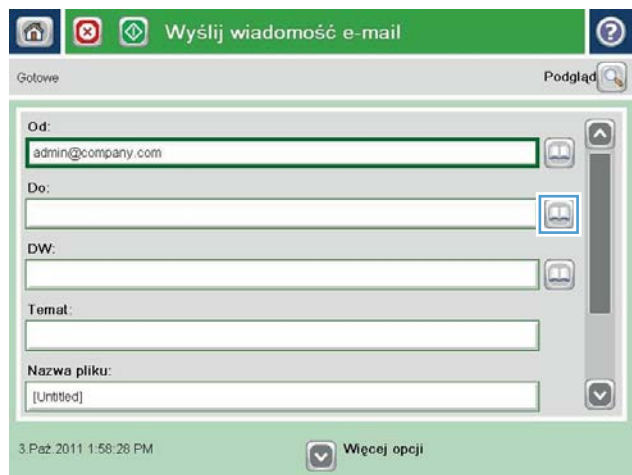 Wyślij wiadomość e-mail
Gotowe
Podgląd
Od:
admin@company.com
Do:
DW:
Temat:
Nazwa pliku:
[Untitled]
3.Paź.2011 1:58:28 PM
Więcej opcji